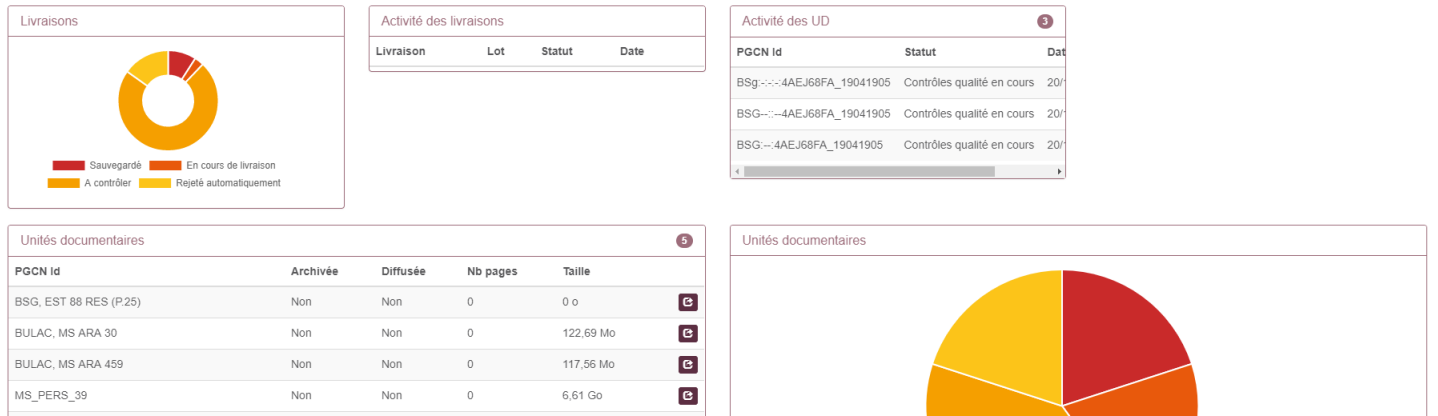 Livraisons
Sauvegardé En cours de livraison
A contrôler Rejeté automatiquement
Activité des livraisons
Livraison Lot Statut Date
Activité des UD 3
PGCN Id Statut Dat
BSg:-:-:-:4AEJ68FA_19041905 Contrôles qualité en cours 20/
BSG--::--4AEJ68FA_19041905 Contrôles qualité en cours 20/
BSG:--:4AEJ68FA_19041905 Contrôles qualité en cours 20/
Unités documentaires 5
PGCN Id Archivée Diffusée Nb pages Taille
BSG, EST 88 RES (P.25) Non Non 0 0 o
BULAC, MS ARA 30 Non Non 0 122,69 Mo
BULAC, MS ARA 459 Non Non 0 117,56 Mo
MS_PERS_39 Non Non 0 6,61 Go
Unités documentaires